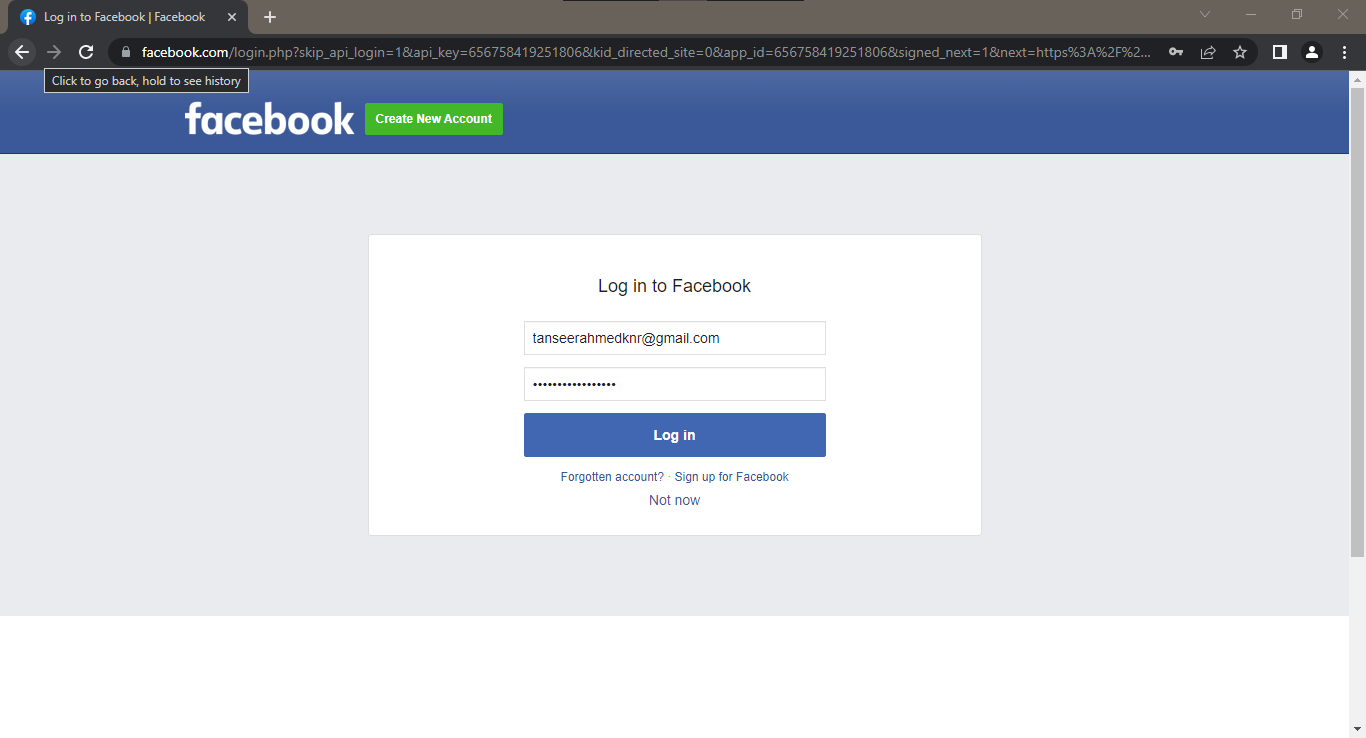 Log in to Facebook | Facebook
facebook.com/login.php?skip_api_login=1&api_key=656758419251806&kid_directed_site=0&app_id=656758419251806&signed_next=1&next=https%3A%2F%2...
Click to go back, hold to see history
facebook
Create New Account
Log in to Facebook
tanseerahmedknr@gmail.com
•••••••••••••••••
Log in
Forgotten account? · Sign up for Facebook
Not now